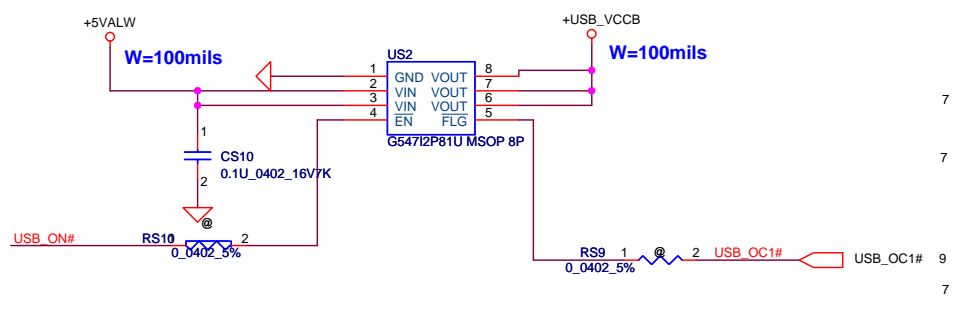 +5VALW
+USB_VCCB
W=100mils
W=100mils
US2
1 GND VOUT 8
2 VIN VOUT 7
3 VIN VOUT 6
4 EN FLG 5
G547I2P81U MSOP 8P
7
1
CS10
0.1U_0402_16V7K
2
7
@
USB_ON#
RS10 1 2
0_0402_5%
RS9 1 @ 2
0_0402_5%
USB_OC1#
USB_OC1# 9
7